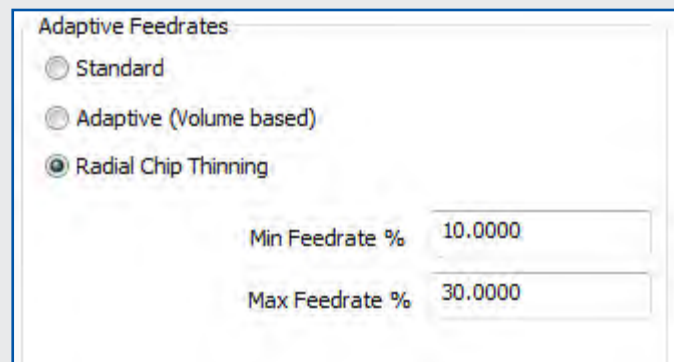 Adaptive Feedrates
Standard
Adaptive (Volume based)
Radial Chip Thinning
Min Feedrate % 10.0000
Max Feedrate % 30.0000